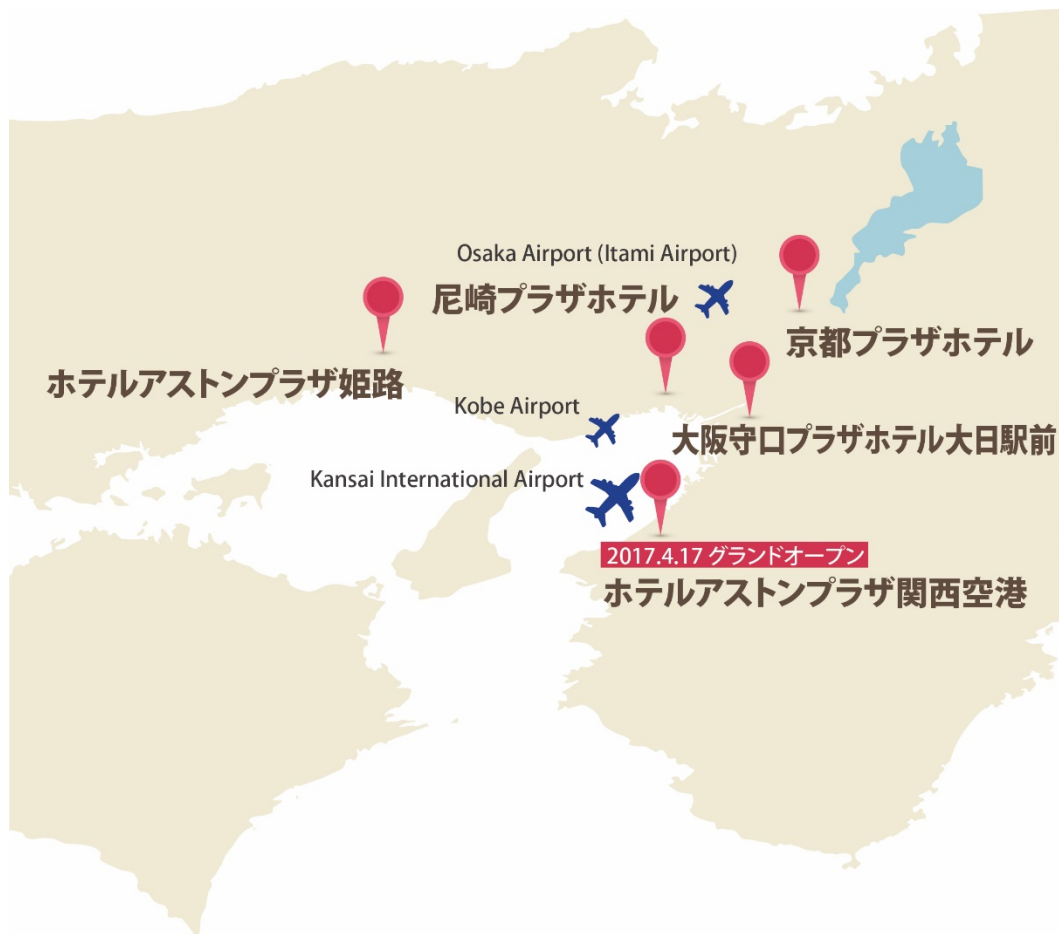 Osaka Airport (Itami Airport)
尼崎プラザホテル
京都プラザホテル
ホテルアストンプラザ姫路
Kobe Airport
大阪守口プラザホテル大日駅前
Kansai International Airport
2017.4.17 グランドオープン
ホテルアストンプラザ関西空港